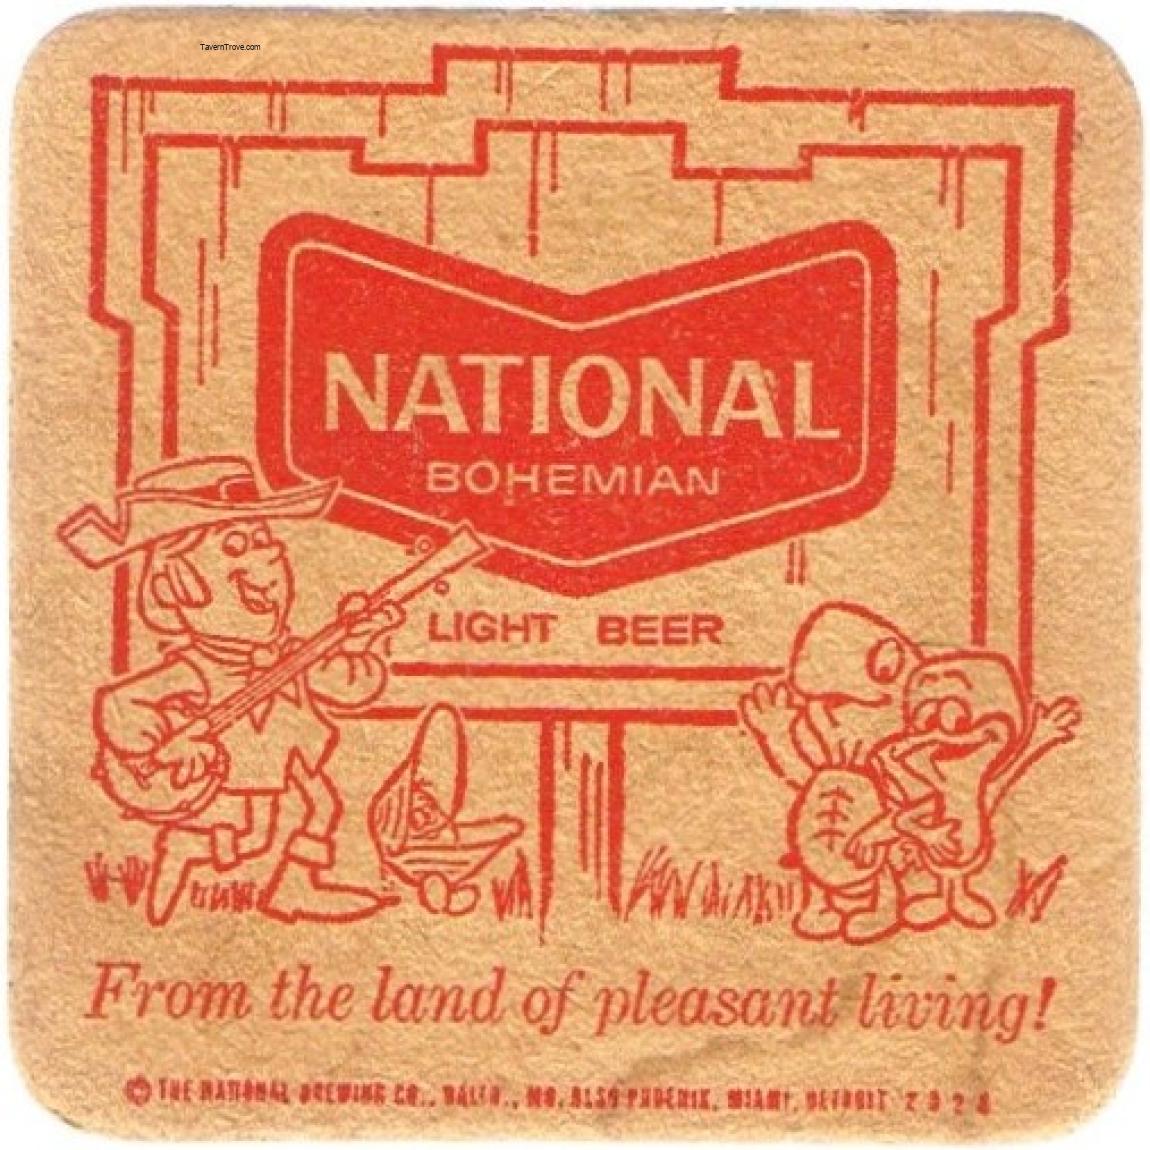 TavernTrove.com
NATIONAL
BOHEMIAN
LIGHT BEER
From the land of pleasant living!
© THE NATIONAL BREWING CO., BALTO., MD. ALSO PHOENIX, MIAMI, DETROIT